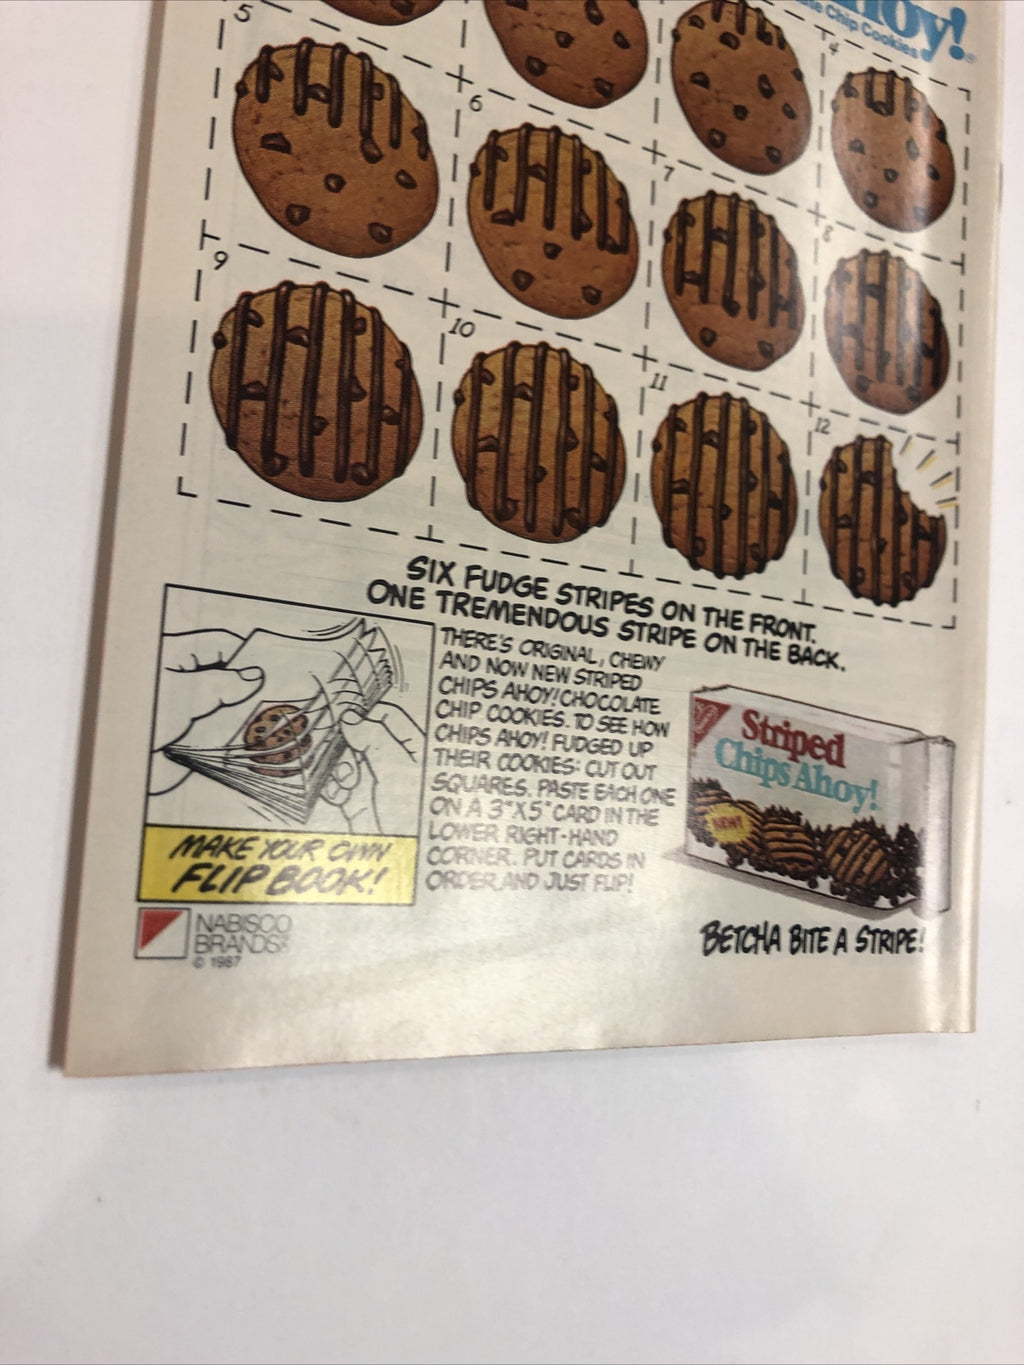 hoy!
te Chip Cookies
4
5
6
7
8
9
10
11
12
SIX FUDGE STRIPES ON THE FRONT.
ONE TREMENDOUS STRIPE ON THE BACK.
THERE'S ORIGINAL, CHEWY
AND NOW NEW STRIPED
CHIPS AHOY! CHOCOLATE
CHIP COOKIES. TO SEE HOW
CHIPS AHOY! FUDGED UP
THEIR COOKIES: CUT OUT
SQUARES. PASTE EACH ONE
ON A 3"X5" CARD IN THE
LOWER RIGHT-HAND
CORNER. PUT CARDS IN
ORDER AND JUST FLIP!
MAKE YOUR OWN
FLIP BOOK!
NABISCO
BRANDS
© 1987
Striped
Chips Ahoy!
NEW!
BETCHA BITE A STRIPE!